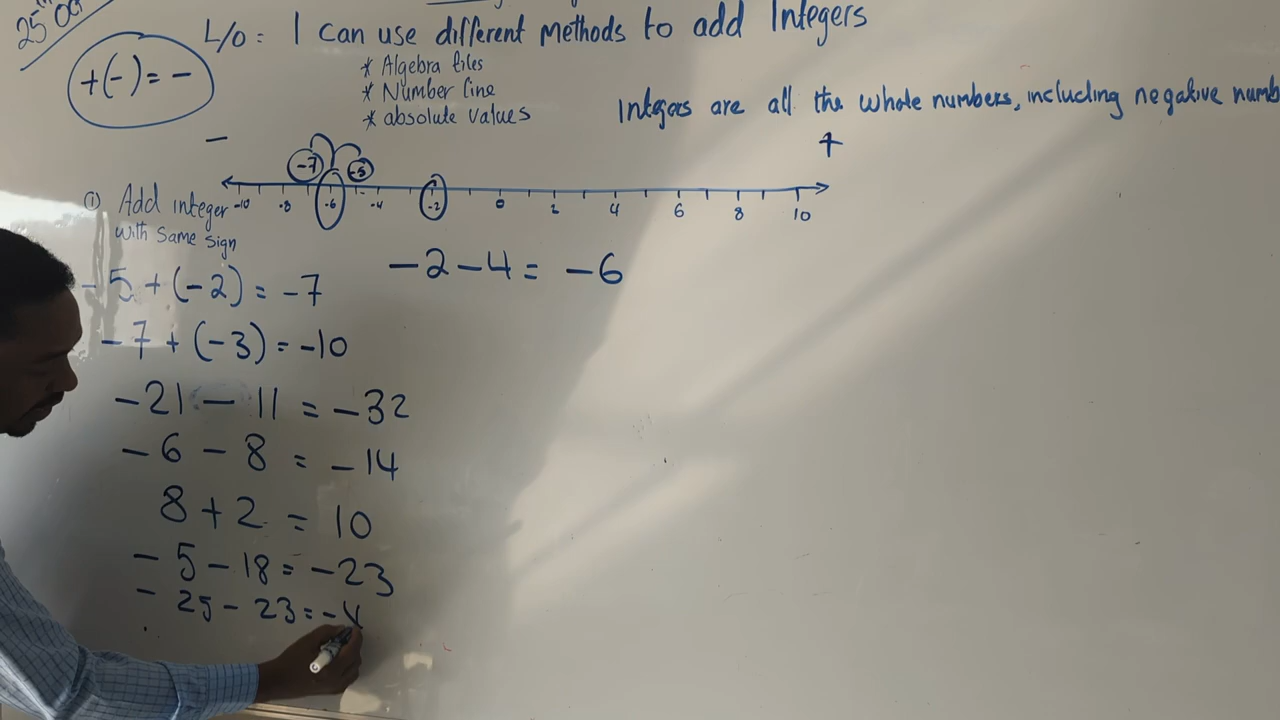 25th Oct
L/O = I can use different methods to add Integers
+(-) = -
* Algebra tiles
* Number line
* absolute values
Integers are all the whole numbers, including negative numb
- +
-7 -5
-10 -8 -6 -4 -2 0 2 4 6 8 10
① Add integer
with same sign
-5 + (-2) = -7
-2 -4 = -6
-7 + (-3) = -10
-21 - 11 = -32
-6 - 8 = -14
8 + 2 = 10
-5 - 18 = -23
-25 - 23 = -4